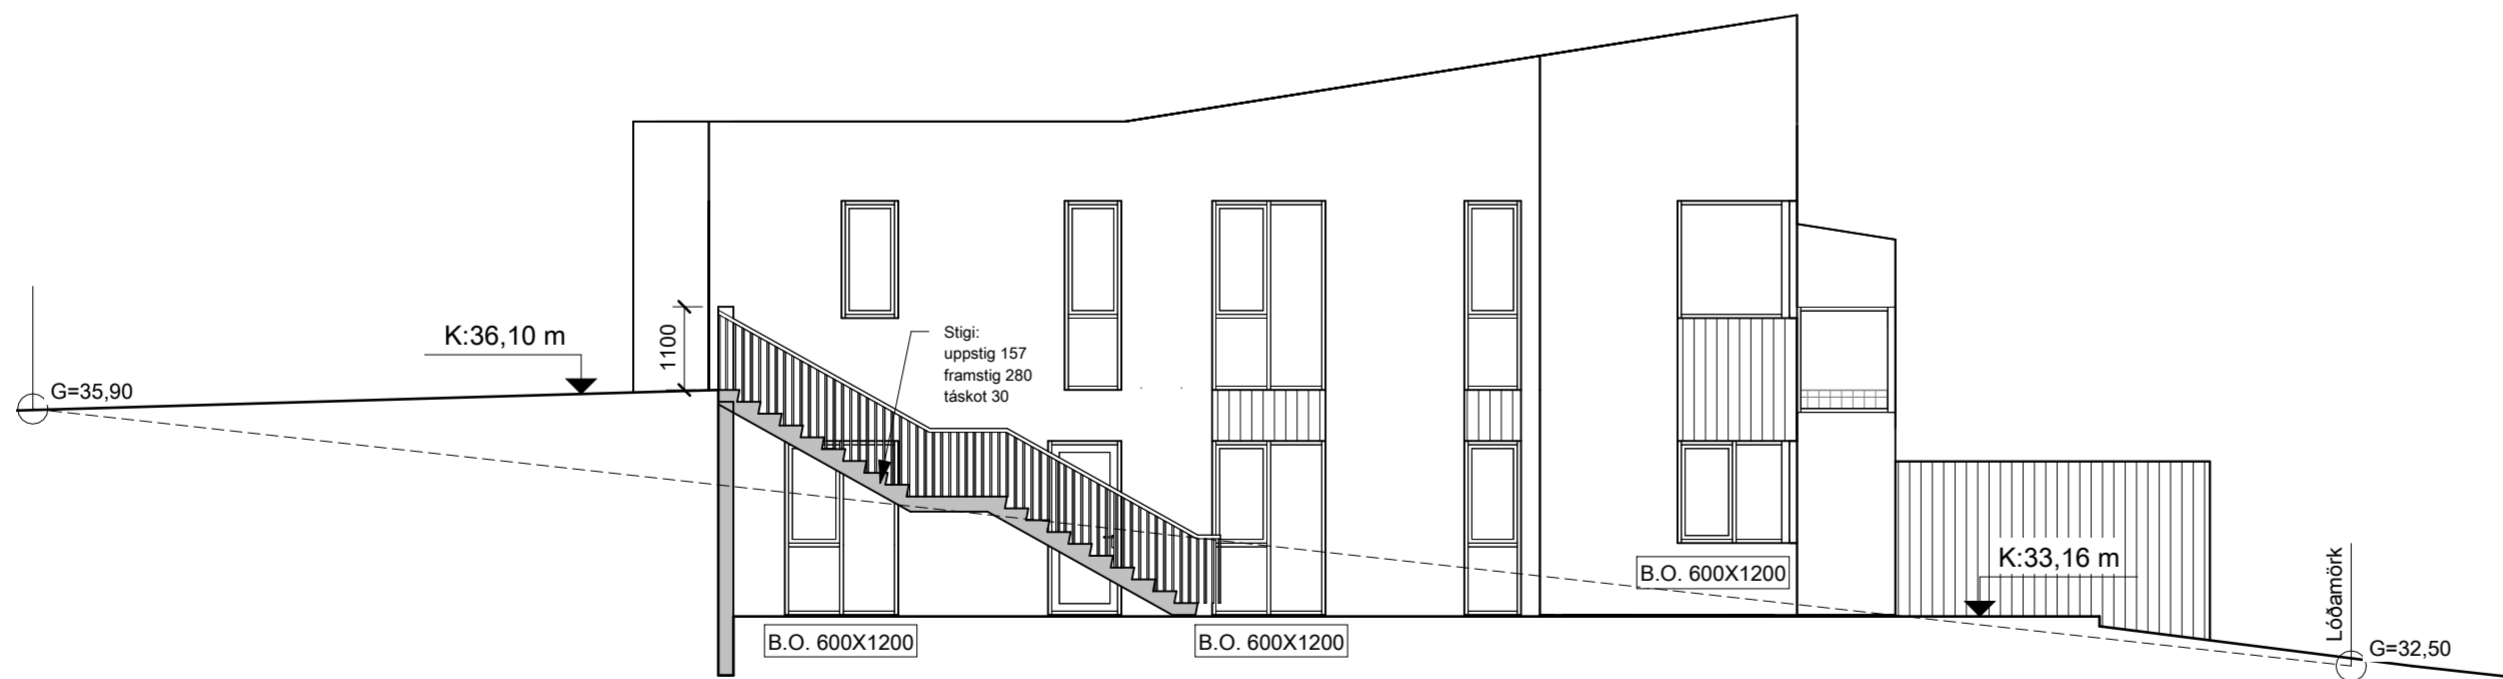 K:36,10 m
G=35,90
1100
Stigi:
uppstig 157
framstig 280
táskot 30
B.O. 600X1200
B.O. 600X1200
B.O. 600X1200
K:33,16 m
Lóðamörk
G=32,50